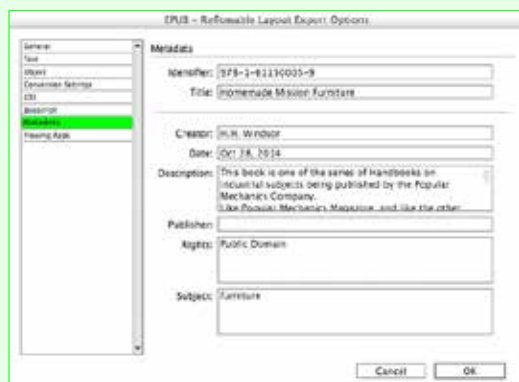 EPUB - Reflowable Layout Export Options
General
Text
Object
Conversion Settings
CSS
JavaScript
Metadata
Viewing Apps
Metadata
Identifier: 978-1-61150035-9
Title: Homemade Mission Furniture
Creator: H.H. Windsor
Date: Oct 28, 2014
Description: This book is one of the series of Handbooks on
industrial subjects being published by the Popular
Mechanics Company.
Like Popular Mechanics Magazine, and like the other
Publisher:
Rights: Public Domain
Subject: Furniture
Cancel
OK